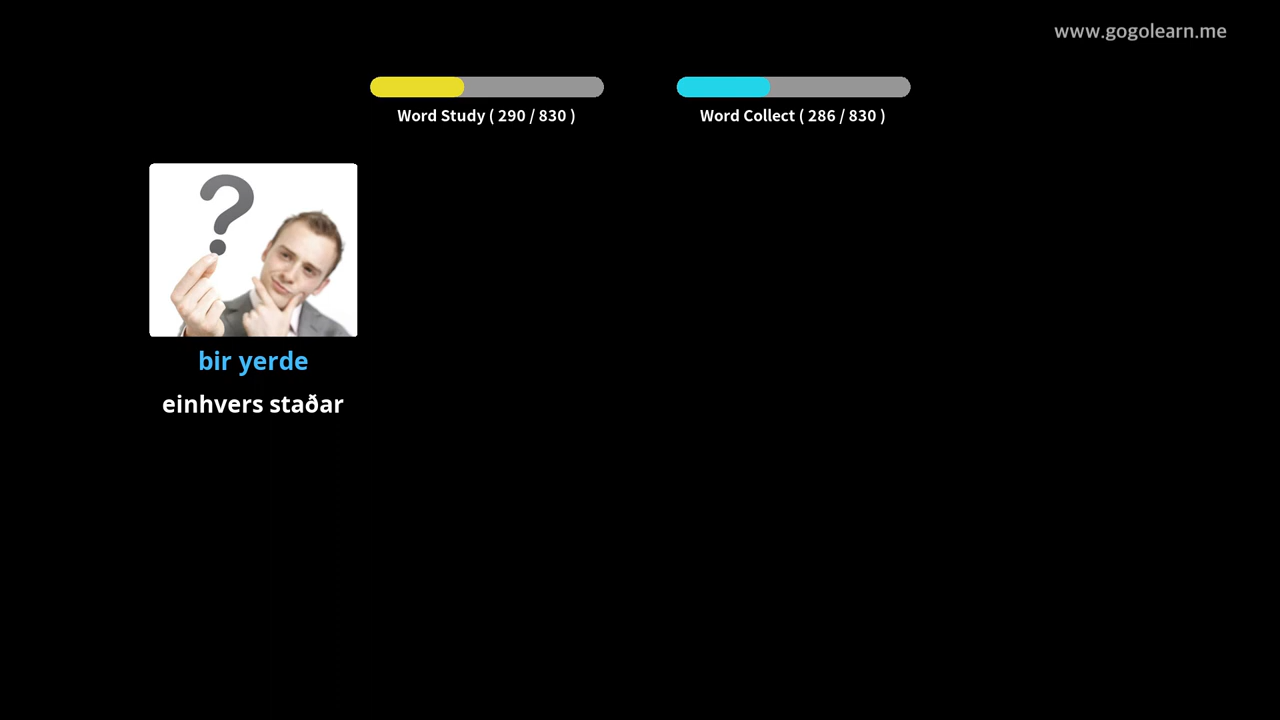 www.gogolearn.me
Word Study ( 290 / 830 )
Word Collect ( 286 / 830 )
?
bir yerde
einhvers staðar